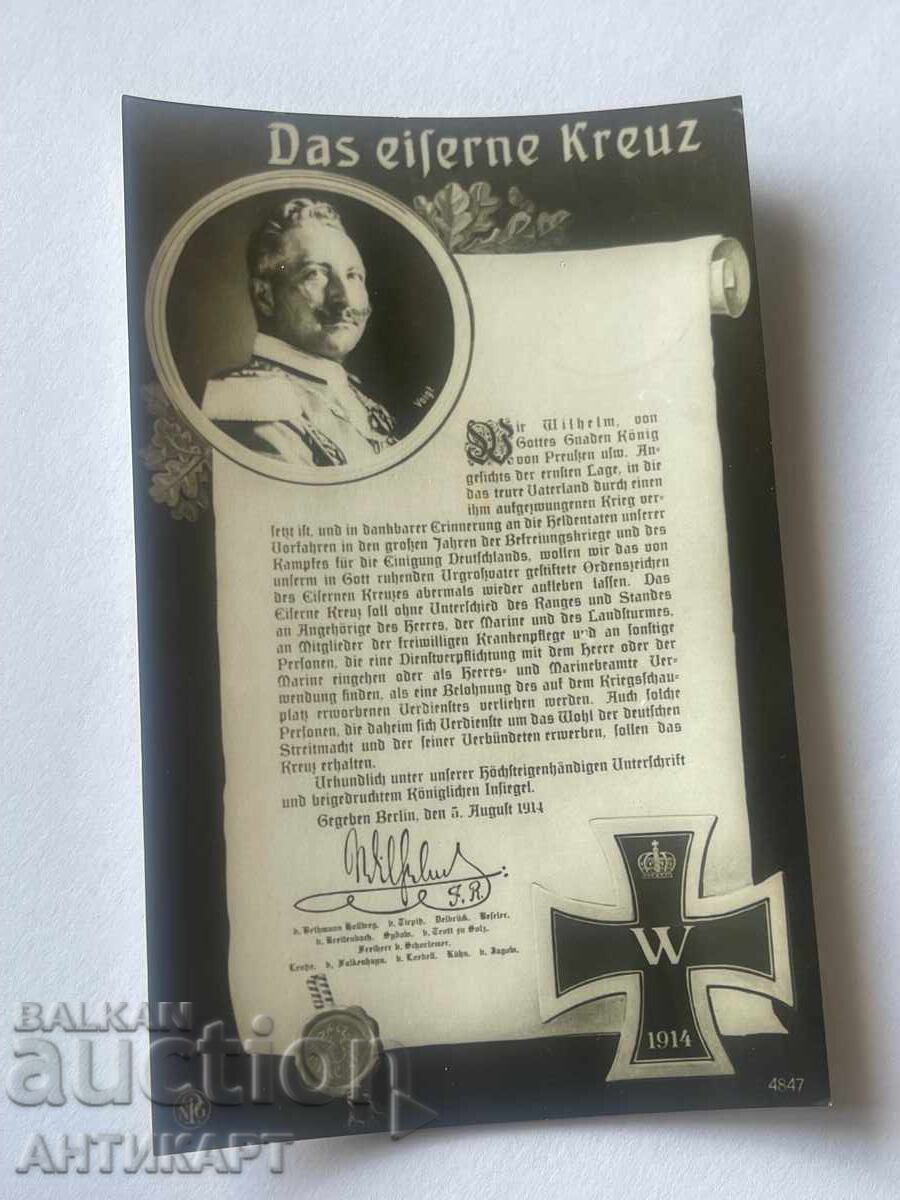 Das eiserne Kreuz
Voigt
Wir Wilhelm, von
Gottes Gnaden König
von Preußen usw. An-
gesichts der ernsten Lage, in die
das teure Vaterland durch einen
ihm aufgezwungenen Krieg ver-
setzt ist, und in dankbarer Erinnerung an die Heldentaten unserer
Vorfahren in den großen Jahren der Befreiungskriege und des
Kampfes für die Einigung Deutschlands, wollen wir das von
unserm in Gott ruhenden Urgroßvater gestiftete Ordenszeichen
des Eisernen Kreuzes abermals wieder aufleben lassen. Das
Eiserne Kreuz soll ohne Unterschied des Ranges und Standes
an Angehörige des Heeres, der Marine und des Landsturmes,
an Mitglieder der freiwilligen Krankenpflege und an sonstige
Personen, die eine Dienstverpflichtung mit dem Heere oder der
Marine eingehen oder als Heeres- und Marinebeamte Ver-
wendung finden, als eine Belohnung des auf dem Kriegsschau-
platz erworbenen Verdienstes verliehen werden. Auch solche
Personen, die daheim sich Verdienste um das Wohl der deutschen
Streitmacht und der seiner Verbündeten erwerben, sollen das
Kreuz erhalten.
Urkundlich unter unserer Höchsteigenhändigen Unterschrift
und beigedrucktem Königlichen Insiegel.
Gegeben Berlin, den 5. August 1914
Wilhelm
I. R.
v. Bethmann Hollweg. v. Tirpitz. Delbrück. Beseler.
v. Breitenbach. Sydow. v. Trott zu Solz.
Freiherr v. Schorlemer.
Lentze. v. Falkenhayn. v. Loebell. Kühn. v. Jagow.
W
1914
4847
NPG
BALKAN
auction
АНТИКАРТ